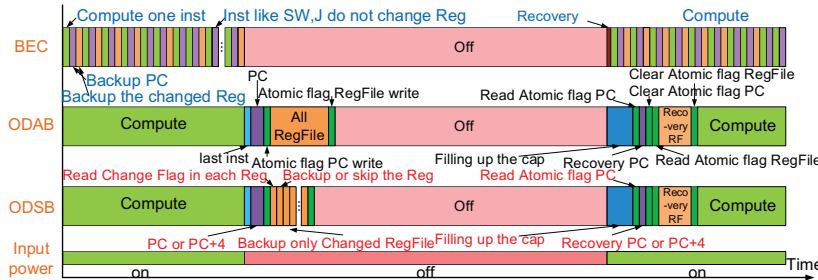 Compute one inst
Inst like SW,J do not change Reg
Recovery
Compute
BEC
Off
Backup PC
Backup the changed Reg
PC
Atomic flag RegFile write
Read Atomic flag PC
Clear Atomic flag RegFile
Clear Atomic flag PC
ODAB
Compute
All
RegFile
Off
Reco
-very
RF
Compute
last inst
Atomic flag PC write
Filling up the cap
Recovery PC
Read Atomic flag RegFile
Read Change Flag in each Reg
Backup or skip the Reg
Read Atomic flag PC
ODSB
Compute
Off
Reco
-very
RF
Compute
PC or PC+4
Backup only Changed RegFile
Filling up the cap
Recovery PC or PC+4
Input
power
on
off
on
Time